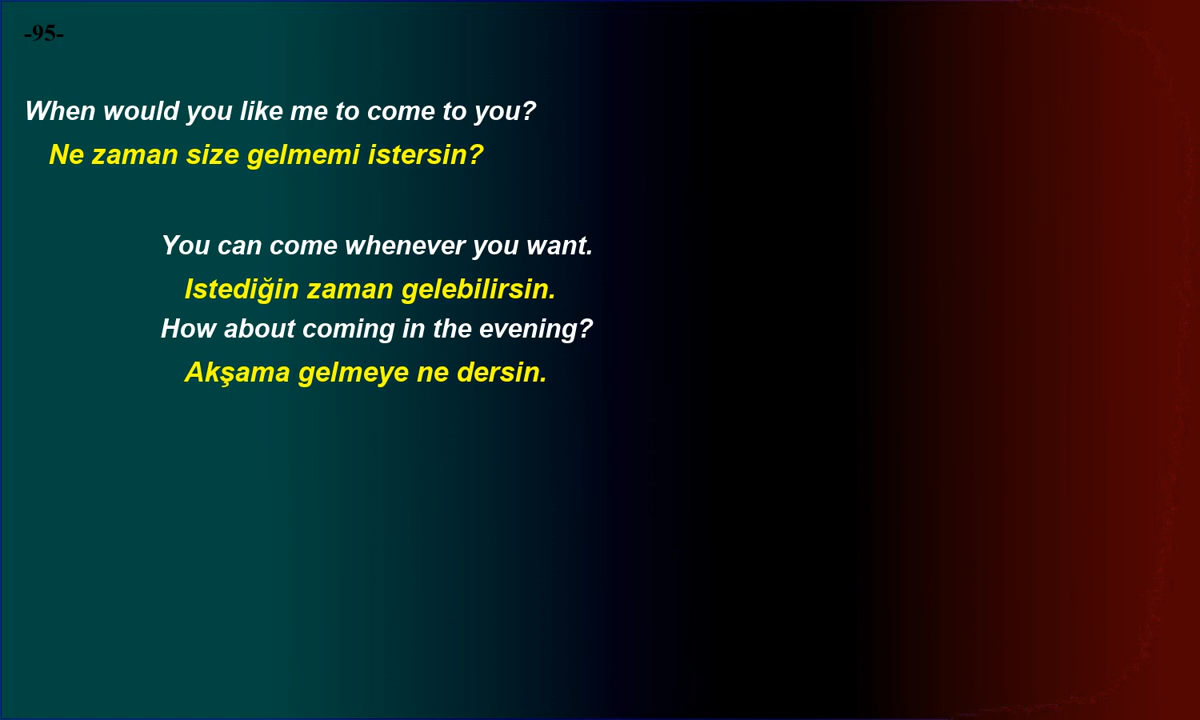 -95-
When would you like me to come to you?
Ne zaman size gelmemi istersin?
You can come whenever you want.
Istediğin zaman gelebilirsin.
How about coming in the evening?
Akşama gelmeye ne dersin.